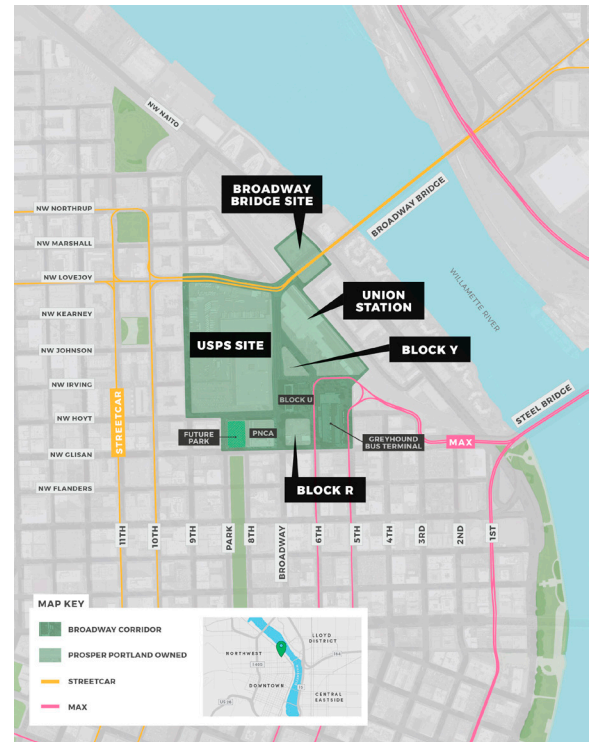 NW NAITO
BROADWAY
BRIDGE SITE
BROADWAY BRIDGE
NW NORTHRUP
NW MARSHALL
NW LOVEJOY
NW KEARNEY
NW JOHNSON
NW IRVING
NW HOYT
NW GLISAN
NW FLANDERS
UNION
STATION
WILLAMETTE RIVER
USPS SITE
BLOCK Y
BLOCK U
STREETCAR
FUTURE
PARK
PNCA
GREYHOUND
BUS TERMINAL
MAX
STEEL BRIDGE
BLOCK R
11TH
10TH
9TH
PARK
8TH
BROADWAY
6TH
5TH
4TH
3RD
2ND
1ST
MAP KEY
BROADWAY CORRIDOR
PROSPER PORTLAND OWNED
STREETCAR
MAX
LLOYD
DISTRICT
NORTHWEST
DOWNTOWN
CENTRAL
EASTSIDE